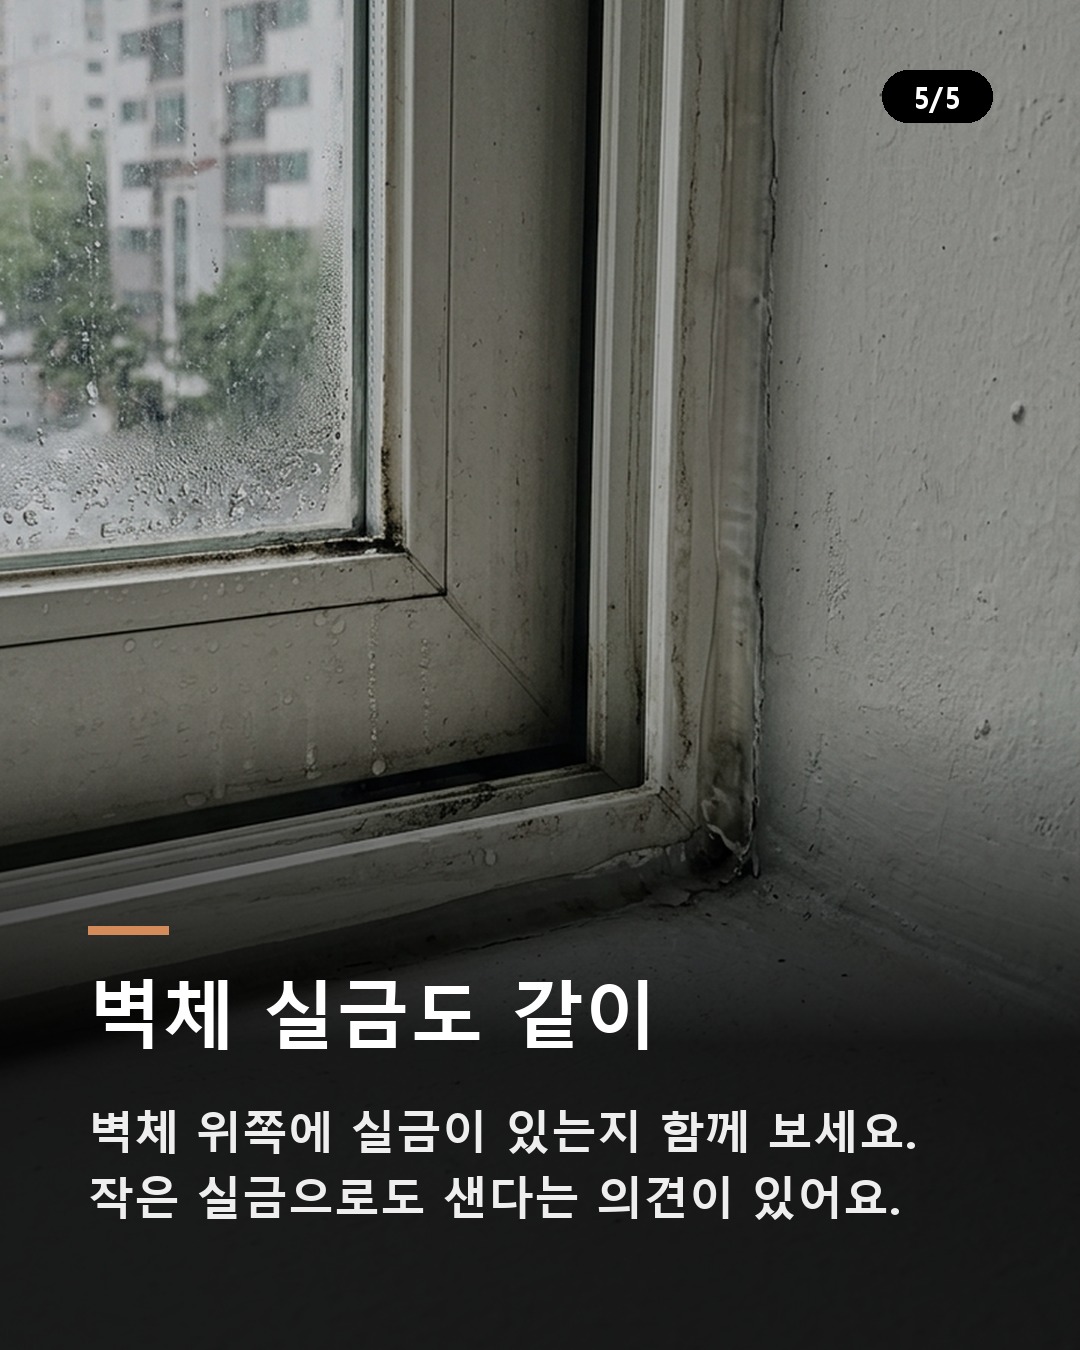 5/5
벽체 실금도 같이
벽체 위쪽에 실금이 있는지 함께 보세요.
작은 실금으로도 샌다는 의견이 있어요.